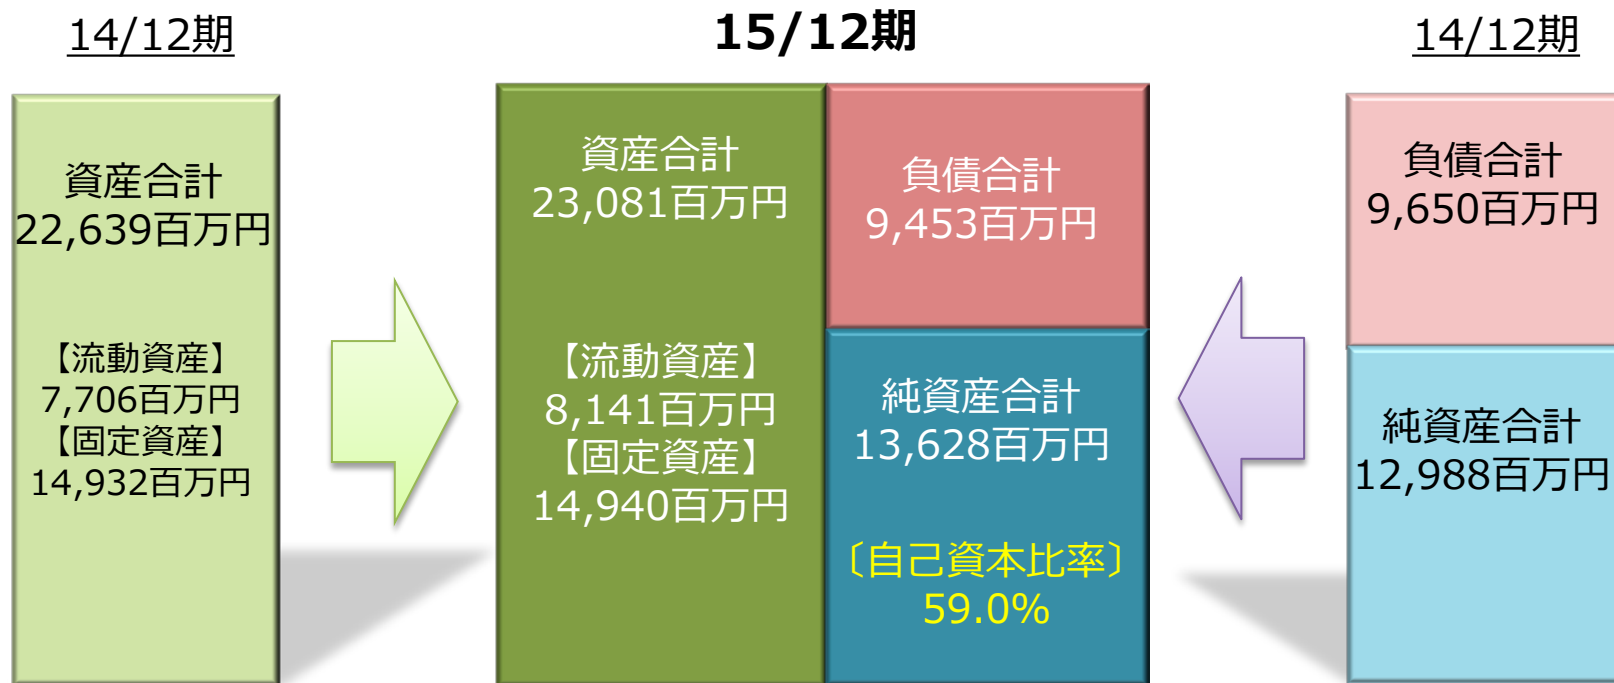 14/12期
15/12期
14/12期
資産合計
22,639百万円
【流動資産】
7,706百万円
【固定資産】
14,932百万円
資産合計
23,081百万円
【流動資産】
8,141百万円
【固定資産】
14,940百万円
負債合計
9,453百万円
純資産合計
13,628百万円
〔自己資本比率〕
59.0%
負債合計
9,650百万円
純資産合計
12,988百万円